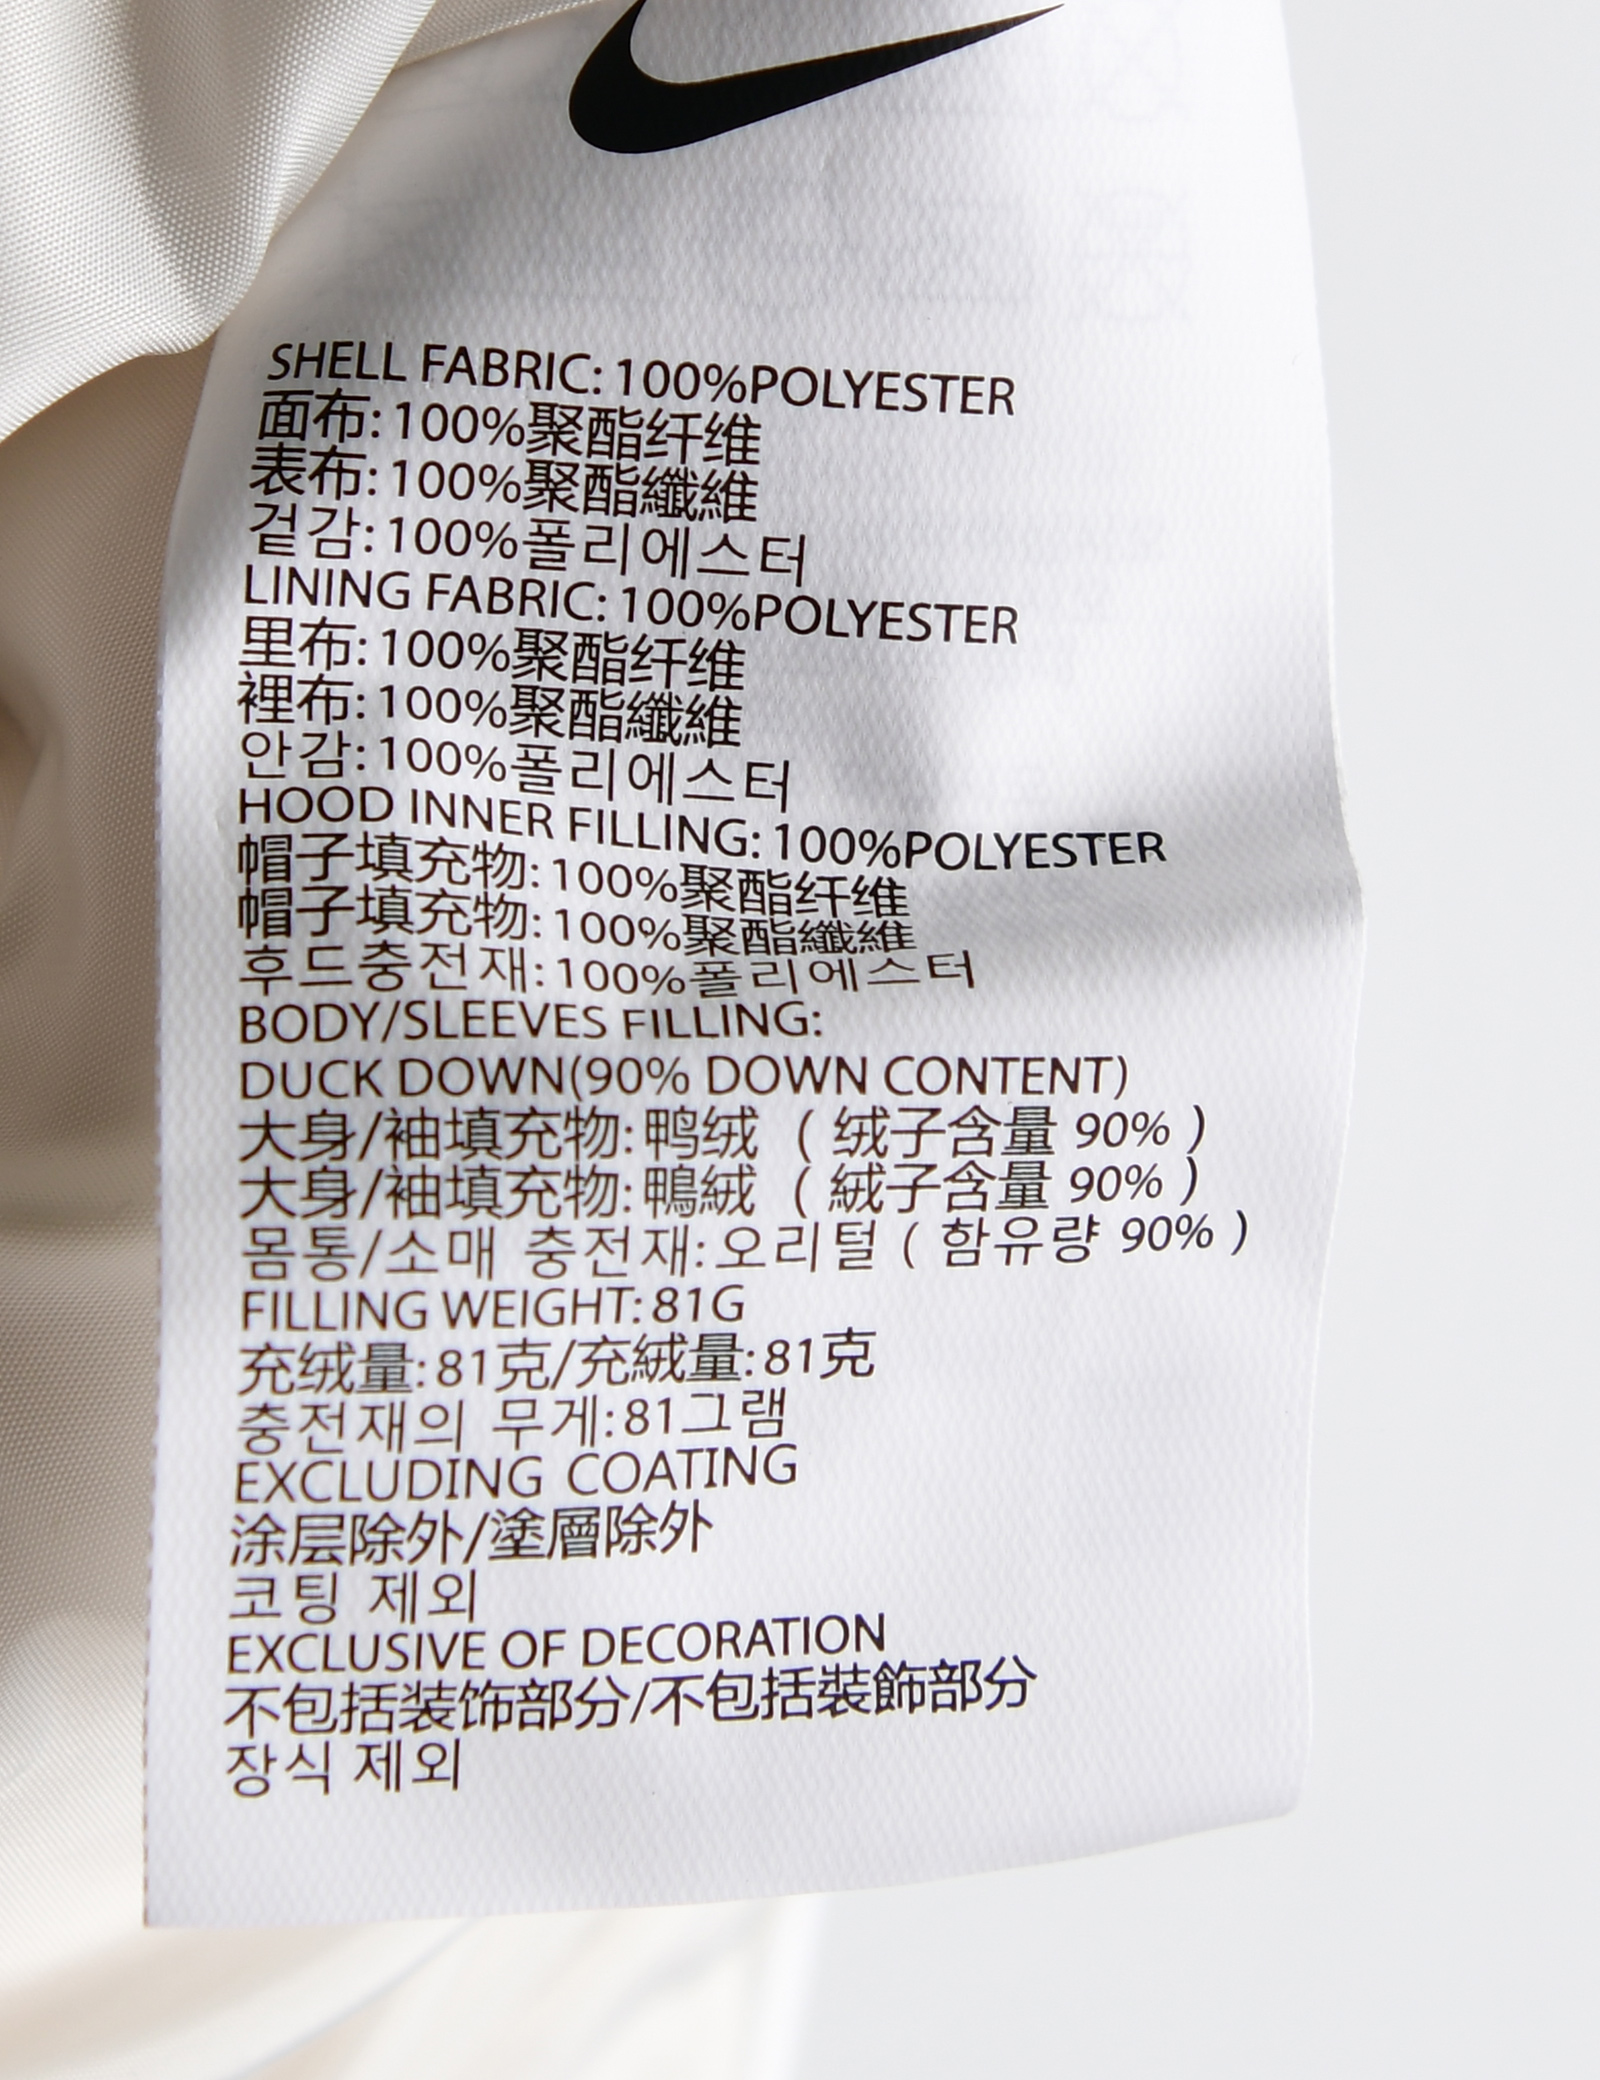 SHELL FABRIC: 100%POLYESTER
面布: 100%聚酯纤维
表布: 100%聚酯纖維
겉감: 100%폴리에스터
LINING FABRIC: 100%POLYESTER
里布: 100%聚酯纤维
裡布: 100%聚酯纖維
안감: 100%폴리에스터
HOOD INNER FILLING: 100%POLYESTER
帽子填充物: 100%聚酯纤维
帽子填充物: 100%聚酯纖維
후드충전재: 100%폴리에스터
BODY/SLEEVES FILLING:
DUCK DOWN(90% DOWN CONTENT)
大身/袖填充物: 鸭绒 ( 绒子含量 90% )
大身/袖填充物: 鴨絨 ( 絨子含量 90% )
몸통/소매 충전재: 오리털 ( 함유량 90% )
FILLING WEIGHT: 81G
充绒量: 81克/充絨量: 81克
충전재의 무게: 81그램
EXCLUDING COATING
涂层除外/塗層除外
코팅 제외
EXCLUSIVE OF DECORATION
不包括装饰部分/不包括裝飾部分
장식 제외